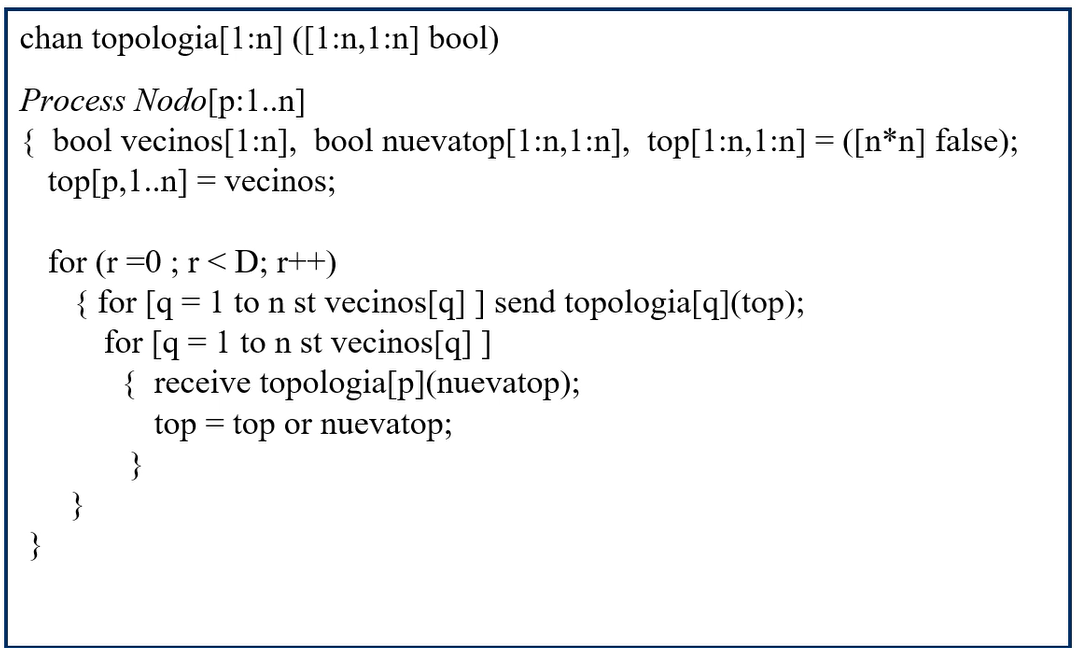 chan topologia[1:n] ([1:n,1:n] bool)
Process Nodo[p:1..n]
{ bool vecinos[1:n], bool nuevatop[1:n,1:n], top[1:n,1:n] = ([n*n] false);
top[p,1..n] = vecinos;
for (r =0 ; r < D; r++)
{ for [q = 1 to n st vecinos[q] ] send topologia[q](top);
for [q = 1 to n st vecinos[q] ]
{ receive topologia[p](nuevatop);
top = top or nuevatop;
}
}
}